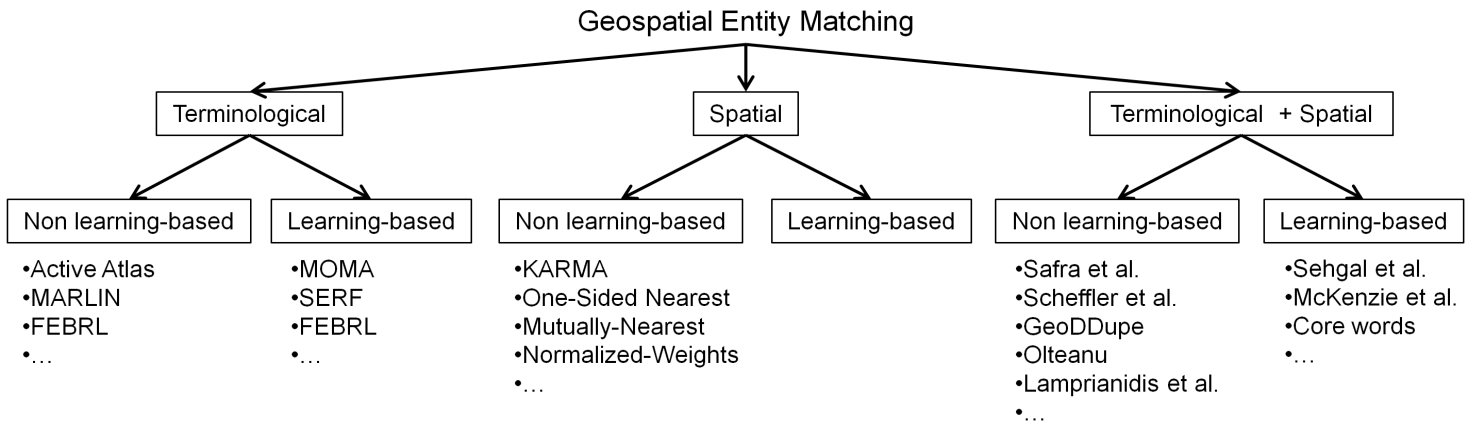 Geospatial Entity Matching
Terminological
Spatial
Terminological + Spatial
Non learning-based
Learning-based
Non learning-based
Learning-based
Non learning-based
Learning-based
•Active Atlas
•MARLIN
•FEBRL
•…
•MOMA
•SERF
•FEBRL
•…
•KARMA
•One-Sided Nearest
•Mutually-Nearest
•Normalized-Weights
•…
•Safra et al.
•Scheffler et al.
•GeoDDupe
•Olteanu
•Lamprianidis et al.
•…
•Sehgal et al.
•McKenzie et al.
•Core words
•…